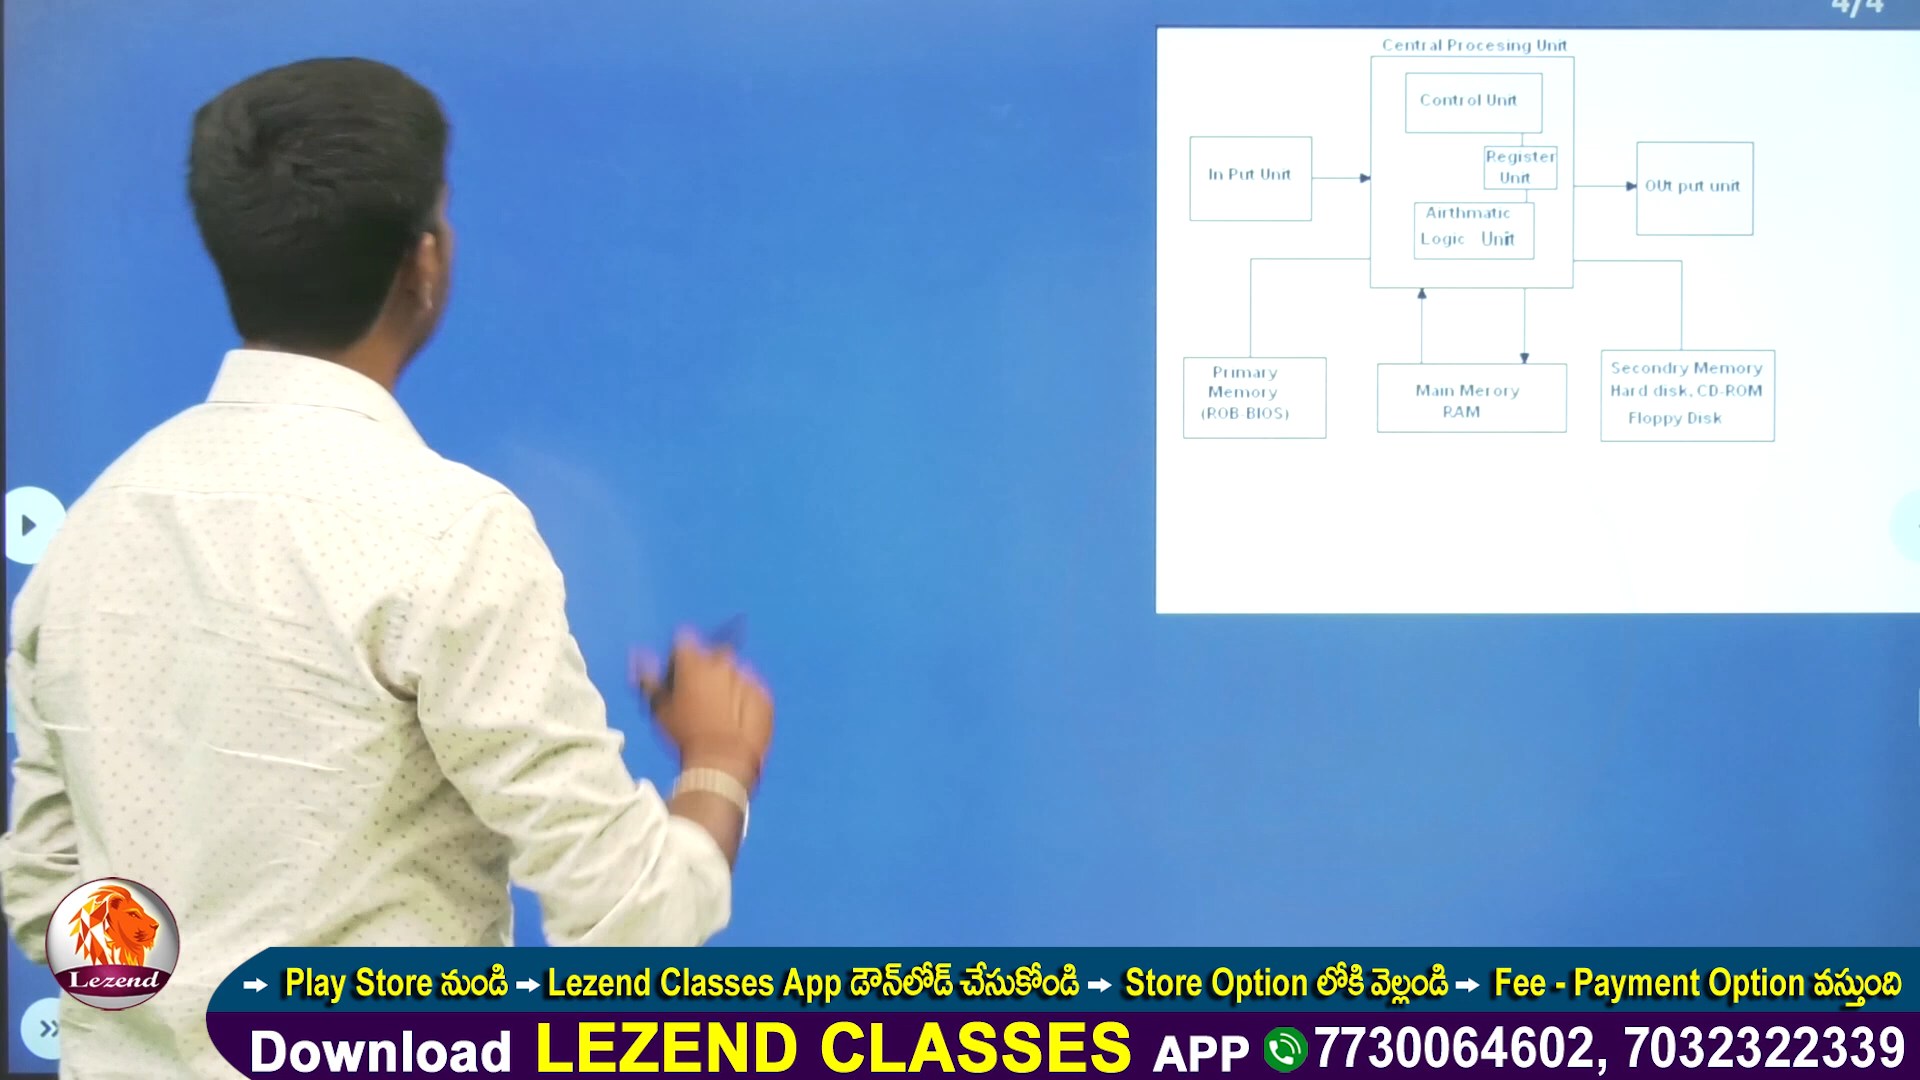 4/4
Central Procesing Unit
Control Unit
Register
Unit
In Put Unit
OUt put unit
Airthmatic
Logic Unit
Primary
Memory
(ROB-BIOS)
Main Merory
RAM
Secondry Memory
Hard disk, CD-ROM
Floppy Disk
Lezend
→ Play Store నుండి → Lezend Classes App డౌన్‌లోడ్ చేసుకోండి → Store Option లోకి వెల్లండి → Fee - Payment Option వస్తుంది
Download LEZEND CLASSES APP 7730064602, 7032322339